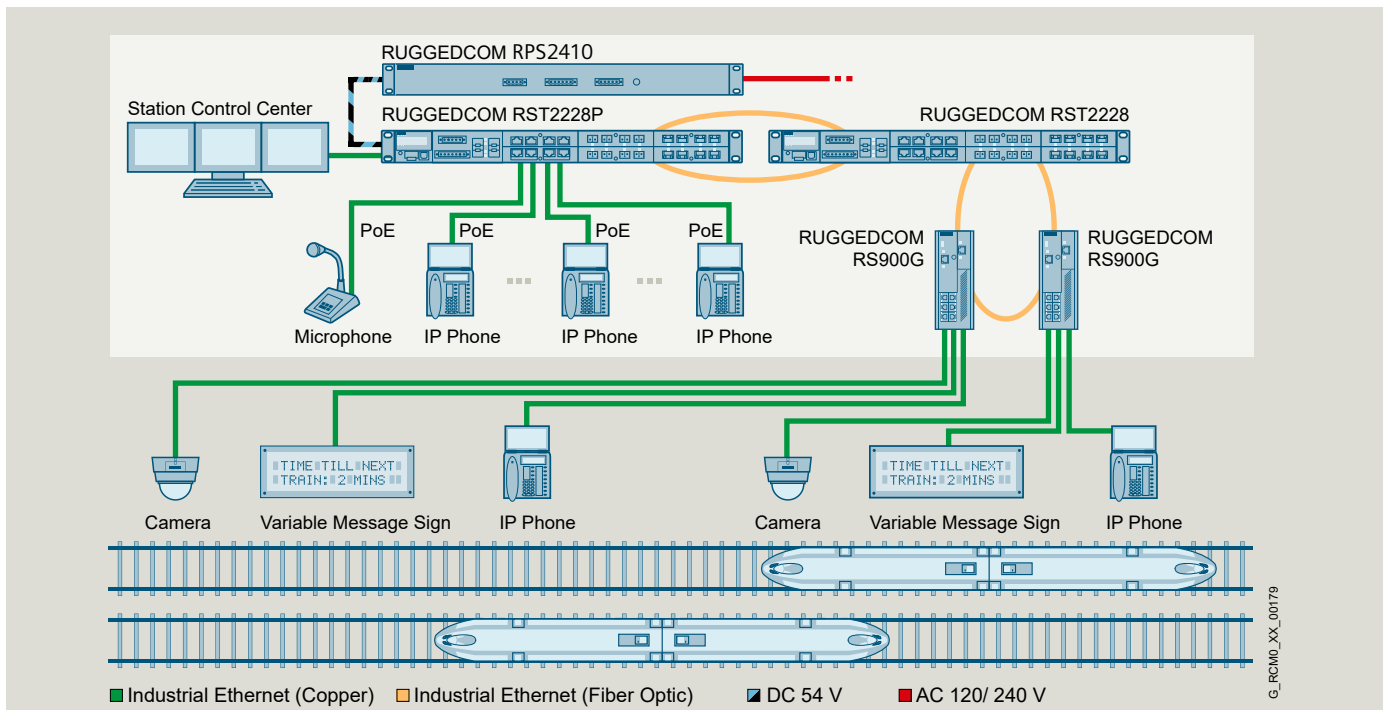 RUGGEDCOM RPS2410
Station Control Center
RUGGEDCOM RST2228P
RUGGEDCOM RST2228
PoE
PoE
PoE
PoE
RUGGEDCOM
RS900G
RUGGEDCOM
RS900G
Microphone
IP Phone
IP Phone
IP Phone
TIME TILL NEXT
TRAIN: 2 MINS
TIME TILL NEXT
TRAIN: 2 MINS
Camera
Variable Message Sign
IP Phone
Camera
Variable Message Sign
IP Phone
G_RCM0_XX_00179
Industrial Ethernet (Copper)
Industrial Ethernet (Fiber Optic)
DC 54 V
AC 120/ 240 V